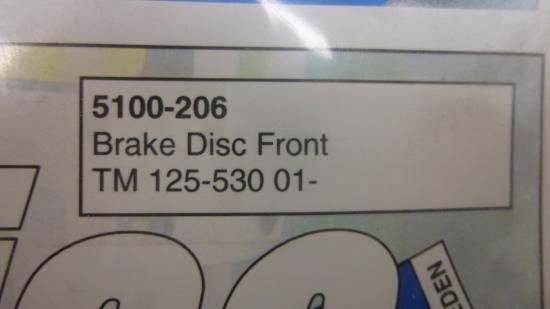 5100-206
Brake Disc Front
TM 125-530 01-
EDEN